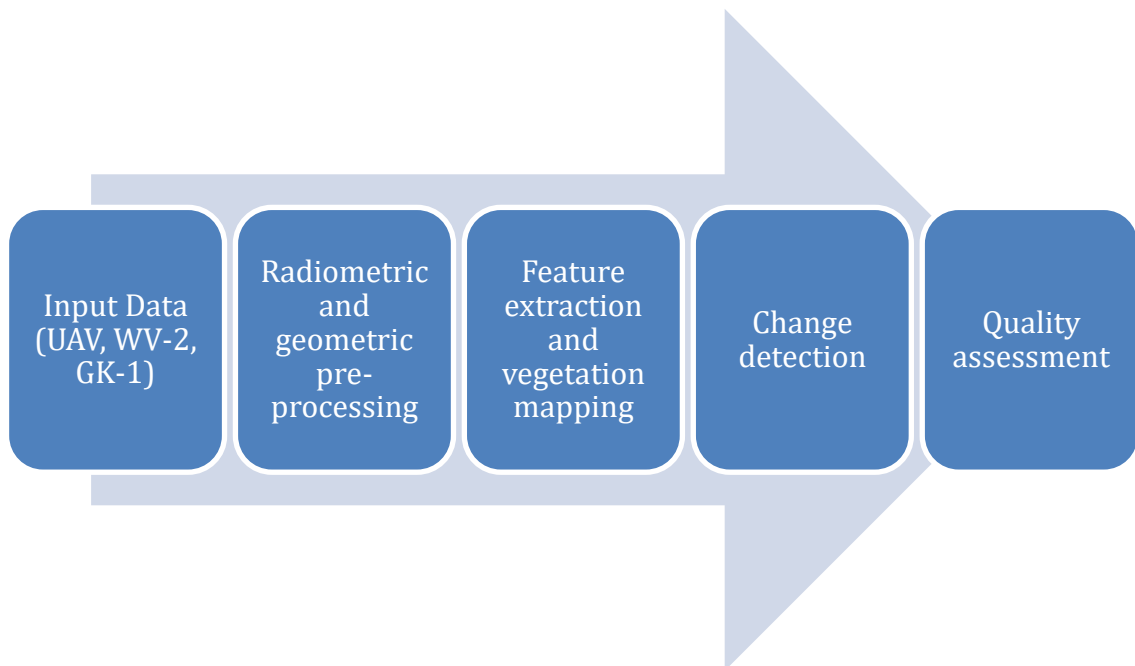 Input Data
(UAV, WV-2,
GK-1)
Radiometric
and
geometric
pre-
processing
Feature
extraction
and
vegetation
mapping
Change
detection
Quality
assessment